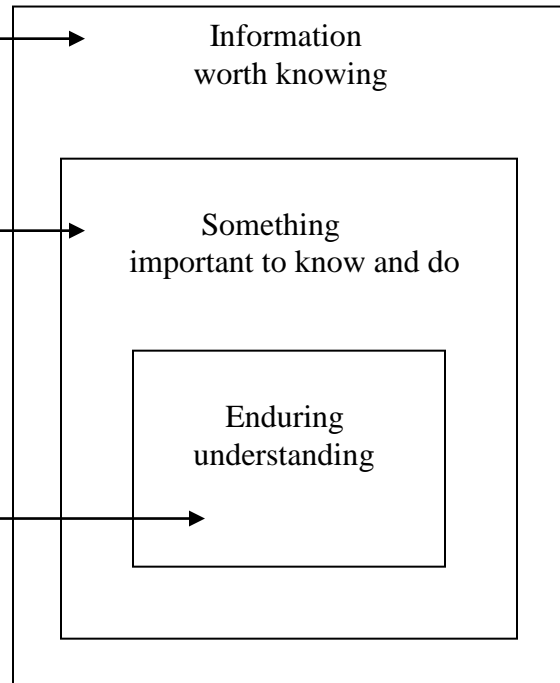 Information
worth knowing
Something
important to know and do
Enduring
understanding